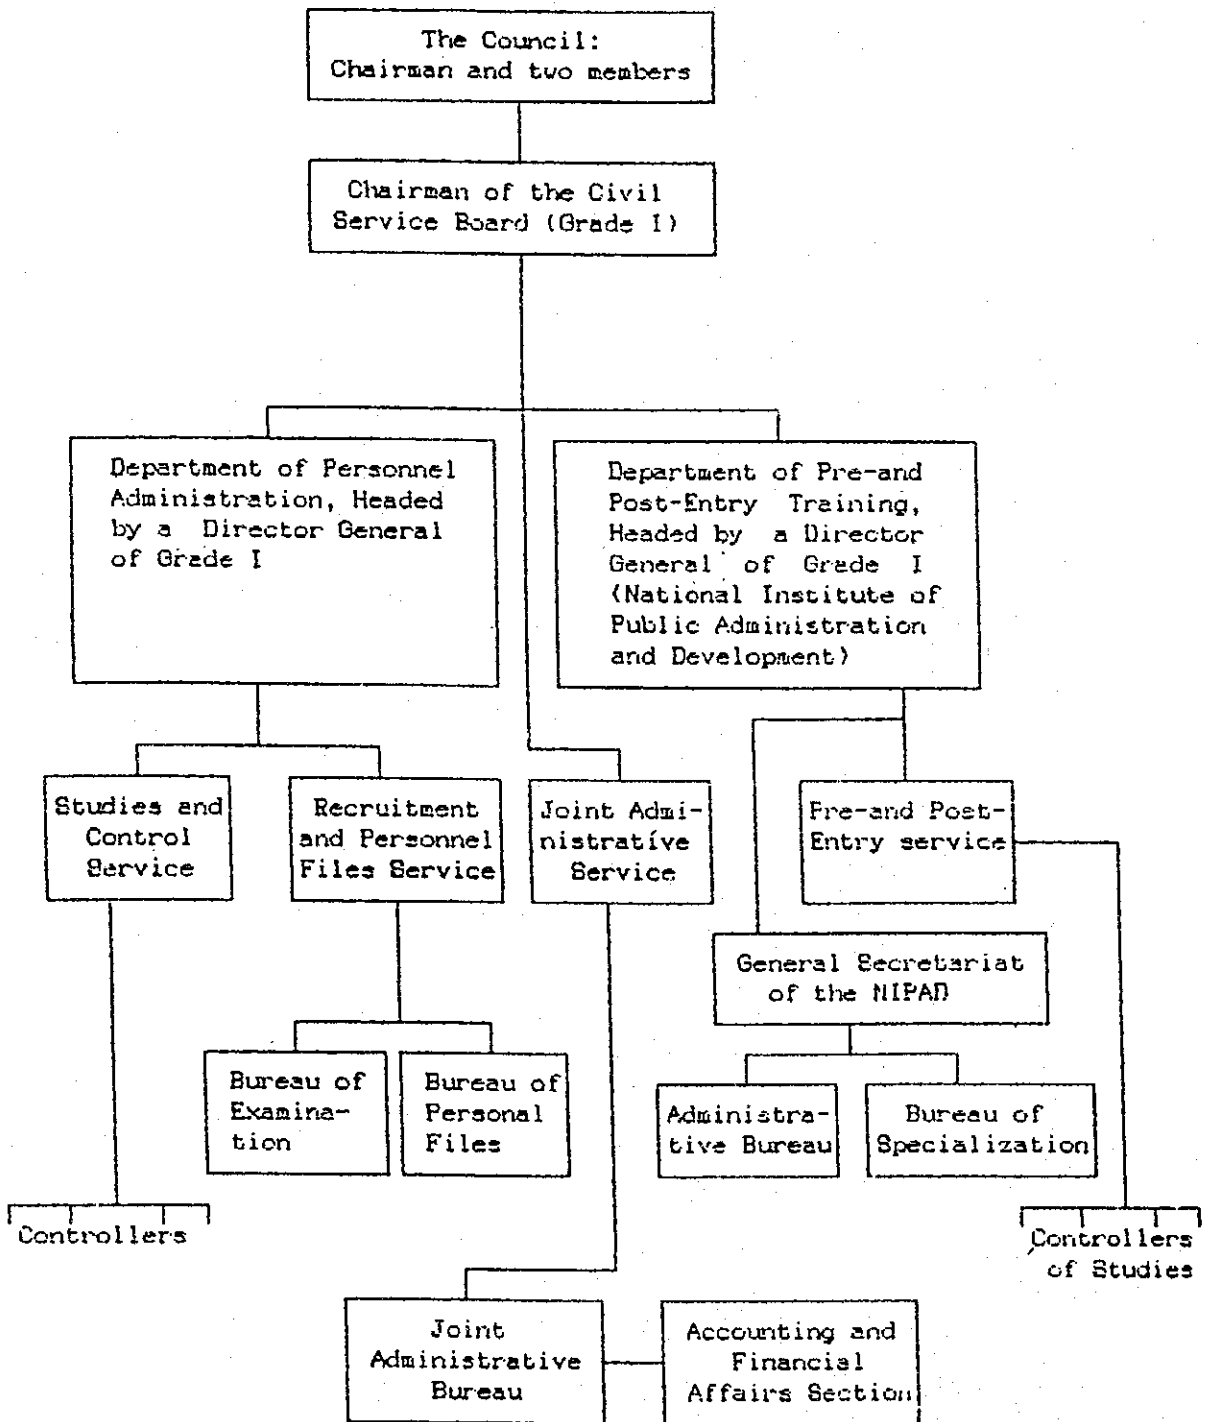 The Council:
Chairman and two members
Chairman of the Civil
Service Board (Grade I)
Department of Personnel
Administration, Headed
by a Director General
of Grade I
Department of Pre-and
Post-Entry Training,
Headed by a Director
General of Grade I
(National Institute of
Public Administration
and Development)
Studies and
Control
Service
Recruitment
and Personnel
Files Service
Joint Admi-
nistrative
Service
Pre-and Post-
Entry service
General Secretariat
of the NIPAD
Bureau of
Examina-
tion
Bureau of
Personal
Files
Administra-
tive Bureau
Bureau of
Specialization
Controllers
Controllers
of Studies
Joint
Administrative
Bureau
Accounting and
Financial
Affairs Section